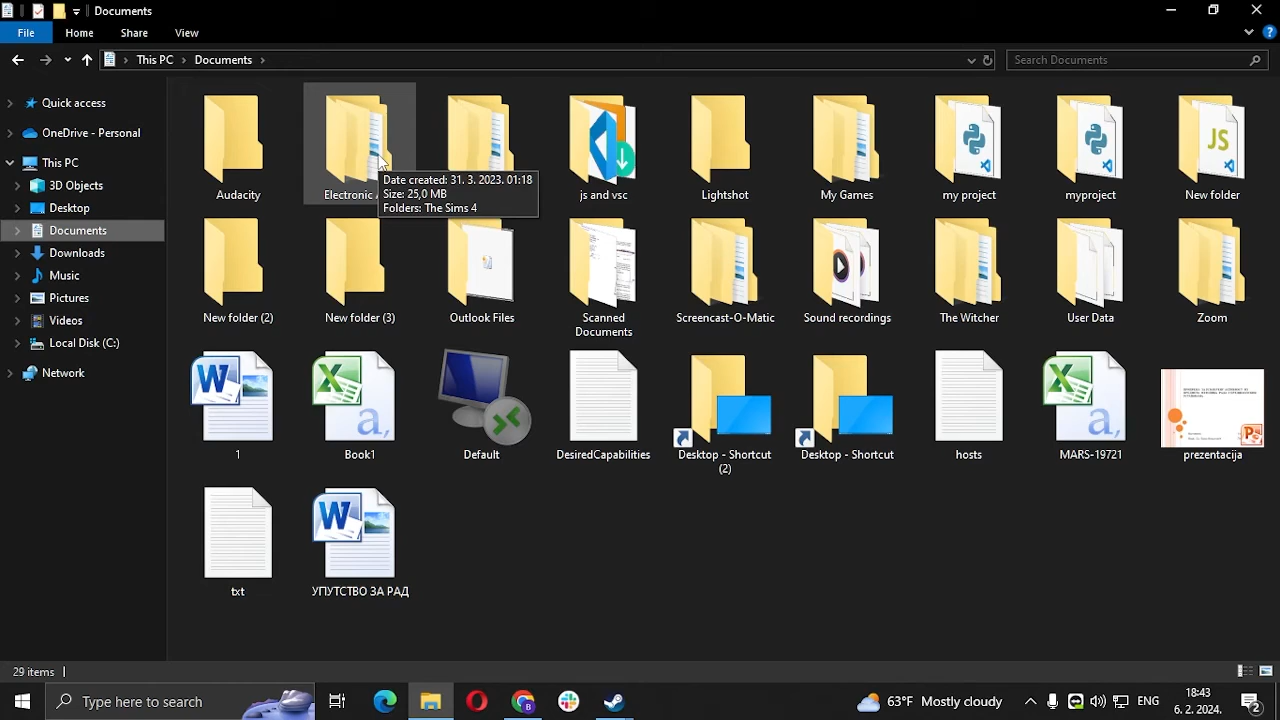 Documents
File Home Share View
This PC Documents
Search Documents
Quick access
OneDrive - Personal
This PC
3D Objects
Desktop
Documents
Downloads
Music
Pictures
Videos
Local Disk (C:)
Network
Audacity
Electronic
js and vsc
Lightshot
My Games
my project
myproject
JS
New folder
Date created: 31. 3. 2023. 01:18
Size: 25,0 MB
Folders: The Sims 4
New folder (2)
New folder (3)
Outlook Files
Scanned
Documents
Screencast-O-Matic
Sound recordings
The Witcher
User Data
Zoom
1
Book1
Default
DesiredCapabilities
Desktop - Shortcut
(2)
Desktop - Shortcut
hosts
MARS-19721
prezentacija
txt
УПУТСТВО ЗА РАД
29 items
Type here to search
63°F Mostly cloudy
ENG
18:43
6. 2. 2024.
2